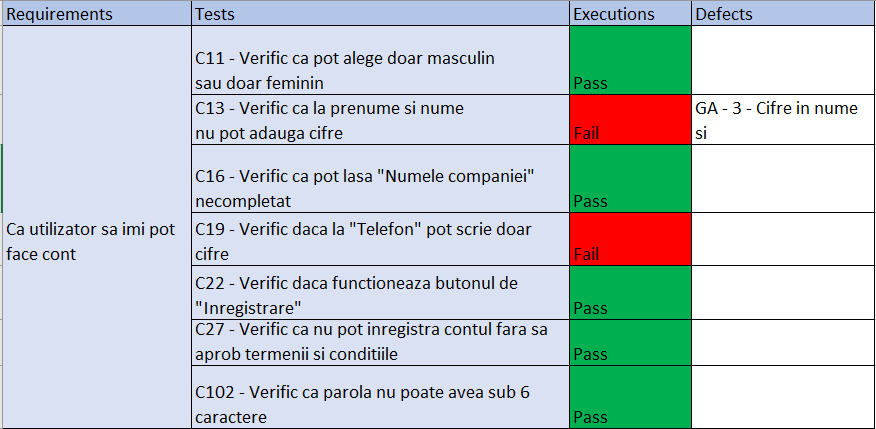 Requirements
Tests
Executions
Defects
Ca utilizator sa imi pot
face cont
C11 - Verific ca pot alege doar masculin
sau doar feminin
Pass
C13 - Verific ca la prenume si nume
nu pot adauga cifre
Fail
GA - 3 - Cifre in nume
si
C16 - Verific ca pot lasa "Numele companiei"
necompletat
Pass
C19 - Verific daca la "Telefon" pot scrie doar
cifre
Fail
C22 - Verific daca functioneaza butonul de
"Inregistrare"
Pass
C27 - Verific ca nu pot inregistra contul fara sa
aprob termenii si conditiile
Pass
C102 - Verific ca parola nu poate avea sub 6
caractere
Pass